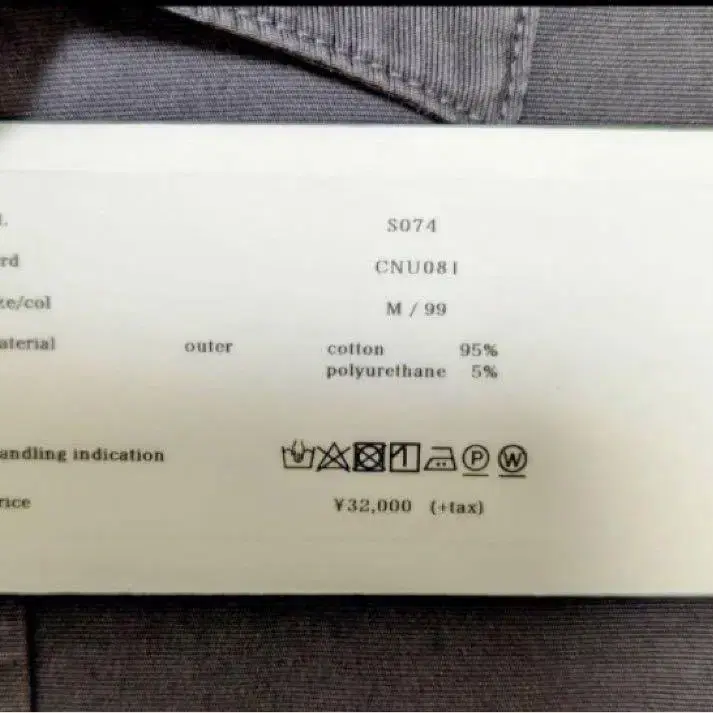 S074
rd CNU081
ze/col M / 99
aterial outer cotton 95%
polyurethane 5%
andling indication P W
rice ¥32,000 (+tax)